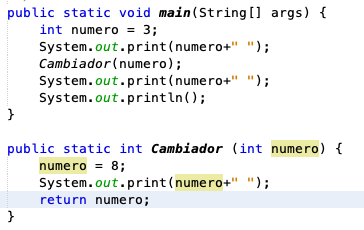 public static void main(String[] args) {
    int numero = 3;
    System.out.print(numero+" ");
    Cambiador(numero);
    System.out.print(numero+" ");
    System.out.println();
}
public static int Cambiador (int numero) {
    numero = 8;
    System.out.print(numero+" ");
    return numero;
}